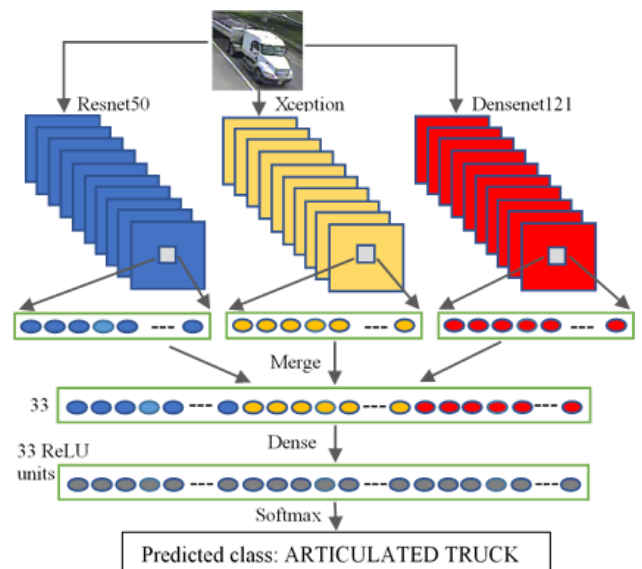 Resnet50
Xception
Densenet121
Merge
33
Dense
33 ReLU
units
Softmax
Predicted class: ARTICULATED TRUCK